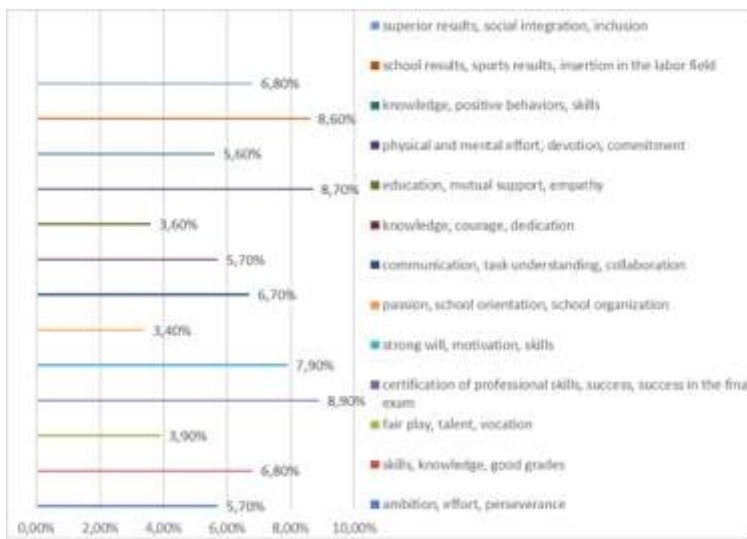 superior results, social integration, inclusion
school results, sports results, insertion in the labor field
knowledge, positive behaviors, skills
physical and mental effort, devotion, commitment
education, mutual support, empathy
knowledge, courage, dedication
communication, task understanding, collaboration
passion, school orientation, school organization
strong will, motivation, skills
certification of professional skills, success, success in the fina
exam
fair play, talent, vocation
skills, knowledge, good grades
ambition, effort, perseverance
6,80%
8,60%
5,60%
8,70%
3,60%
5,70%
6,70%
3,40%
7,90%
8,90%
3,90%
6,80%
5,70%
0,00% 2,00% 4,00% 6,00% 8,00% 10,00%